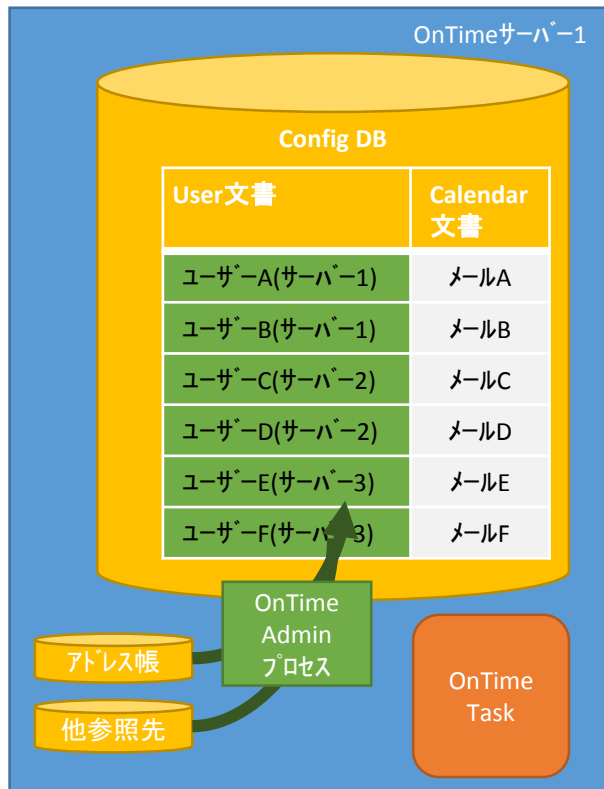 OnTimeｻｰﾊﾞｰ1
Config DB
User文書
Calendar
文書
ﾕｰｻﾞｰA(ｻｰﾊﾞｰ1)
ﾒｰﾙA
ﾕｰｻﾞｰB(ｻｰﾊﾞｰ1)
ﾒｰﾙB
ﾕｰｻﾞｰC(ｻｰﾊﾞｰ2)
ﾒｰﾙC
ﾕｰｻﾞｰD(ｻｰﾊﾞｰ2)
ﾒｰﾙD
ﾕｰｻﾞｰE(ｻｰﾊﾞｰ3)
ﾒｰﾙE
ﾕｰｻﾞｰF(ｻｰﾊﾞｰ3)
ﾒｰﾙF
OnTime
Admin
ﾌﾟﾛｾｽ
ｱﾄﾞﾚｽ帳
他参照先
OnTime
Task